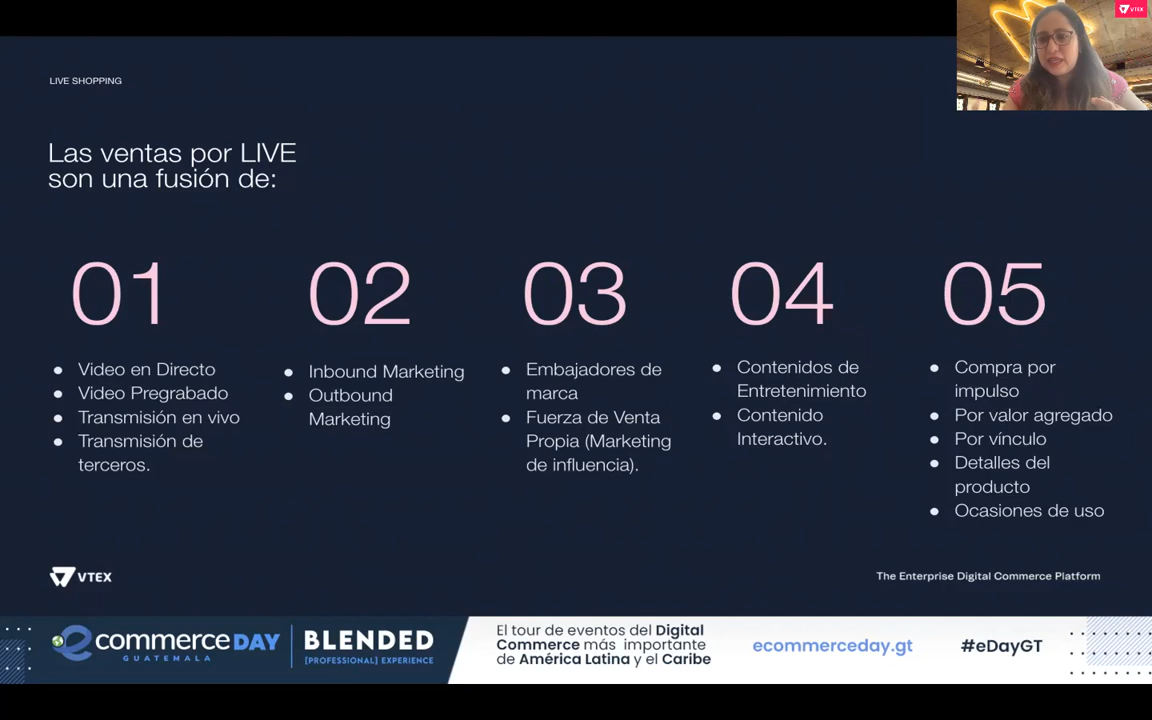 VTEX
LIVE SHOPPING
Las ventas por LIVE
son una fusión de:
01
● Video en Directo
● Video Pregrabado
● Transmisión en vivo
● Transmisión de
terceros.
02
● Inbound Marketing
● Outbound
Marketing
03
● Embajadores de
marca
● Fuerza de Venta
Propia (Marketing
de influencia).
04
● Contenidos de
Entretenimiento
● Contenido
Interactivo.
05
● Compra por
impulso
● Por valor agregado
● Por vínculo
● Detalles del
producto
● Ocasiones de uso
VTEX
The Enterprise Digital Commerce Platform
ecommerce DAY
GUATEMALA
BLENDED
[PROFESSIONAL] EXPERIENCE
El tour de eventos del Digital
Commerce más importante
de América Latina y el Caribe
ecommerceday.gt
#eDayGT